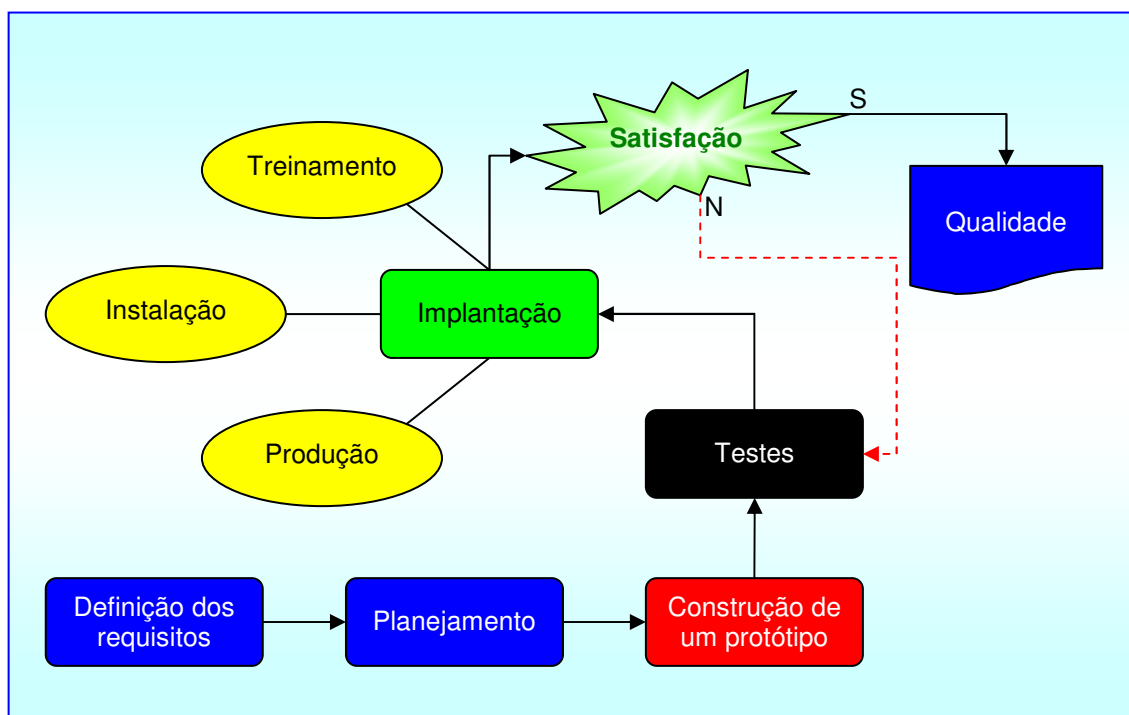 Satisfação
S
Treinamento
N
Qualidade
Instalação
Implantação
Produção
Testes
Definição dos
requisitos
Planejamento
Construção de
um protótipo